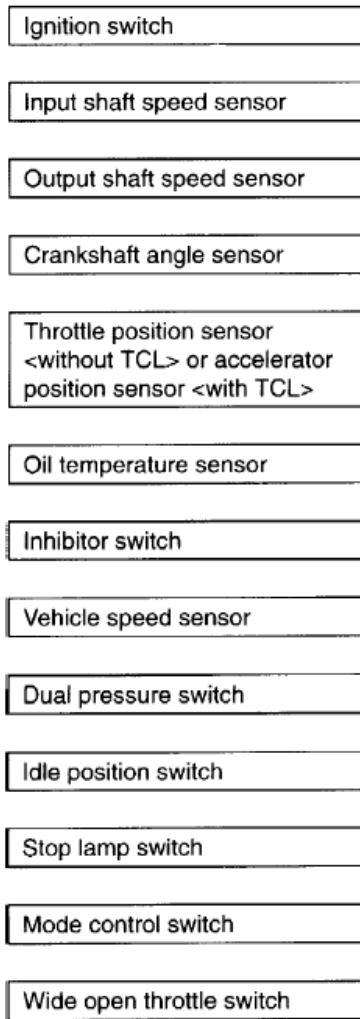 Ignition switch
Input shaft speed sensor
Output shaft speed sensor
Crankshaft angle sensor
Throttle position sensor
<without TCL> or accelerator
position sensor <with TCL>
Oil temperature sensor
Inhibitor switch
Vehicle speed sensor
Dual pressure switch
Idle position switch
Stop lamp switch
Mode control switch
Wide open throttle switch